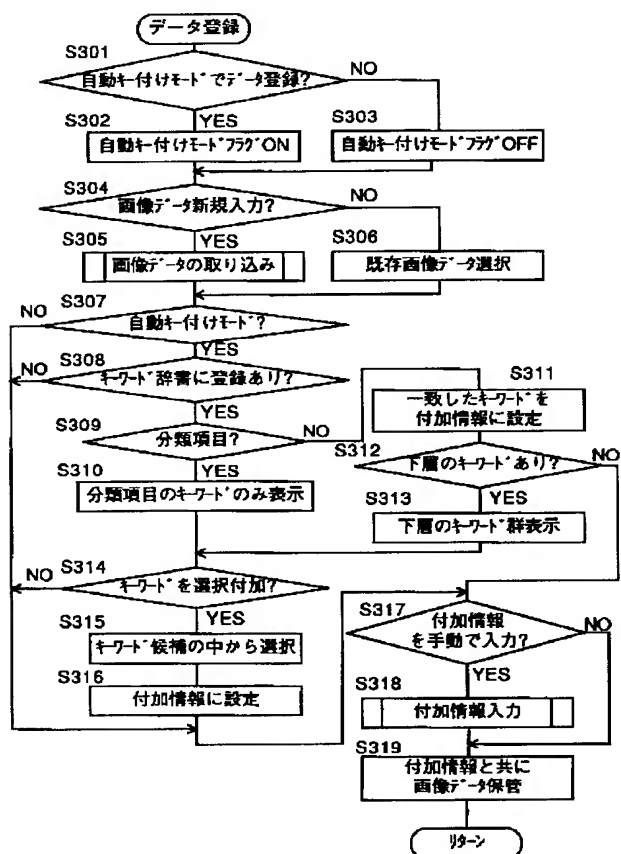 データ登録
S301
自動キー付けモードでデータ登録?
NO
S302
YES
S303
自動キー付けモードフラグON
自動キー付けモードフラグOFF
S304
画像データ新規入力?
NO
S305
YES
S306
画像データの取り込み
既存画像データ選択
S307
NO
自動キー付けモード?
YES
S308
NO
キーワード辞書に登録あり?
YES
S309
分類項目?
NO
S310
YES
分類項目のキーワードのみ表示
S311
一致したキーワードを
付加情報に設定
S312
下層のキーワードあり?
NO
S313
YES
下層のキーワード群表示
NO
S314
キーワードを選択付加?
YES
S315
キーワード候補の中から選択
S316
付加情報に設定
S317
付加情報
を手動で入力?
NO
YES
S318
付加情報入力
S319
付加情報と共に
画像データ保管
リターン